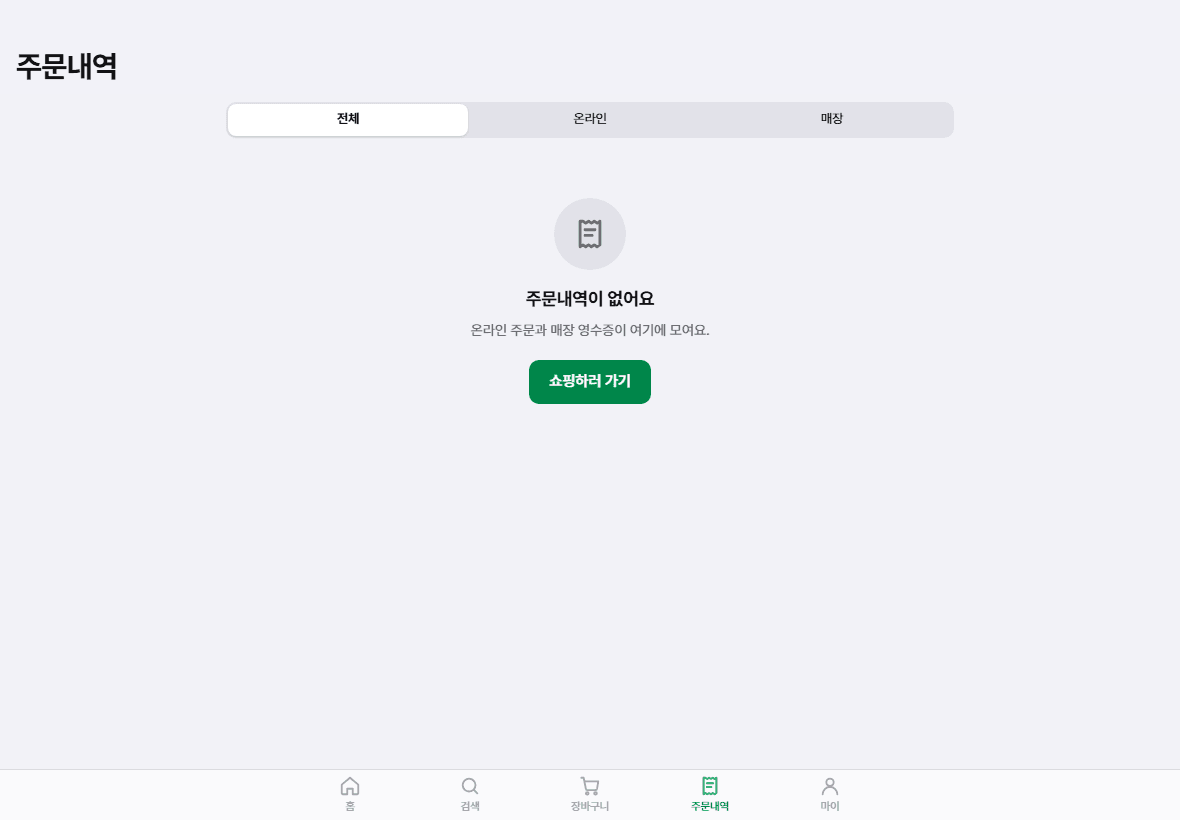 주문내역
전체
온라인
매장
주문내역이 없어요
온라인 주문과 매장 영수증이 여기에 모여요.
쇼핑하러 가기
홈
검색
장바구니
주문내역
마이